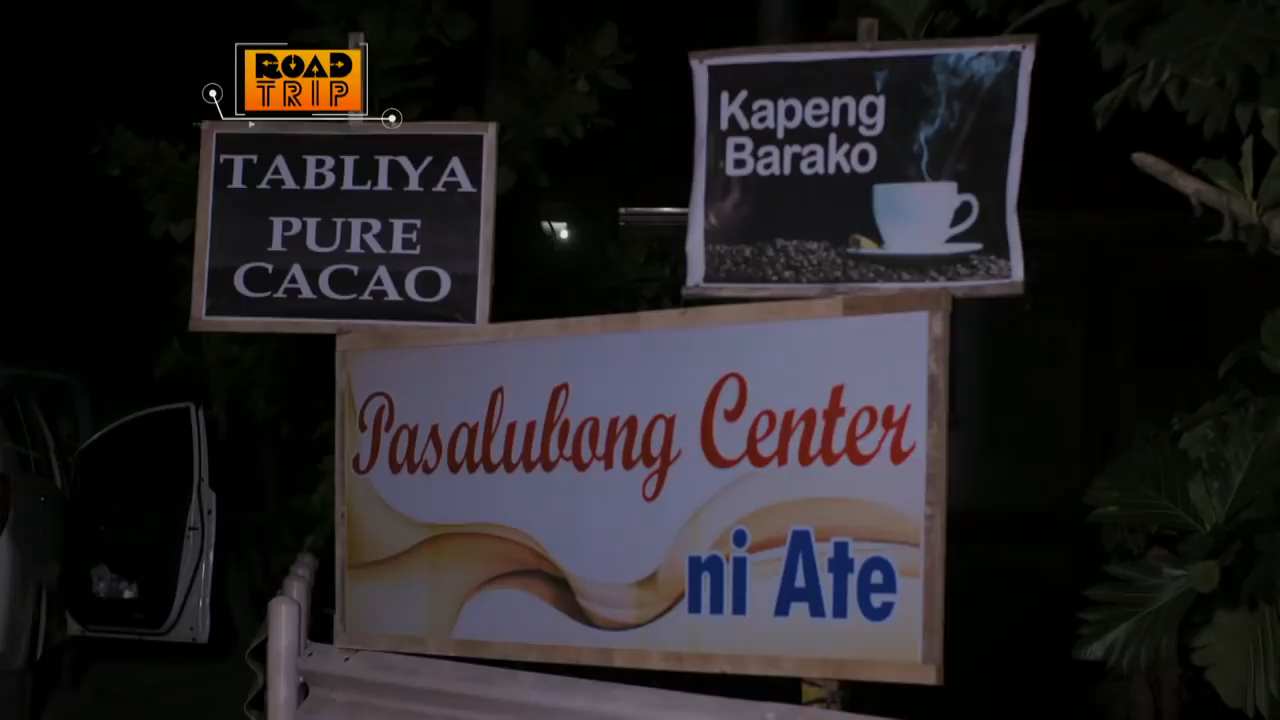 ROAD
TRIP
TABLIYA
PURE
CACAO
Kapeng
Barako
Pasalubong Center
ni Ate